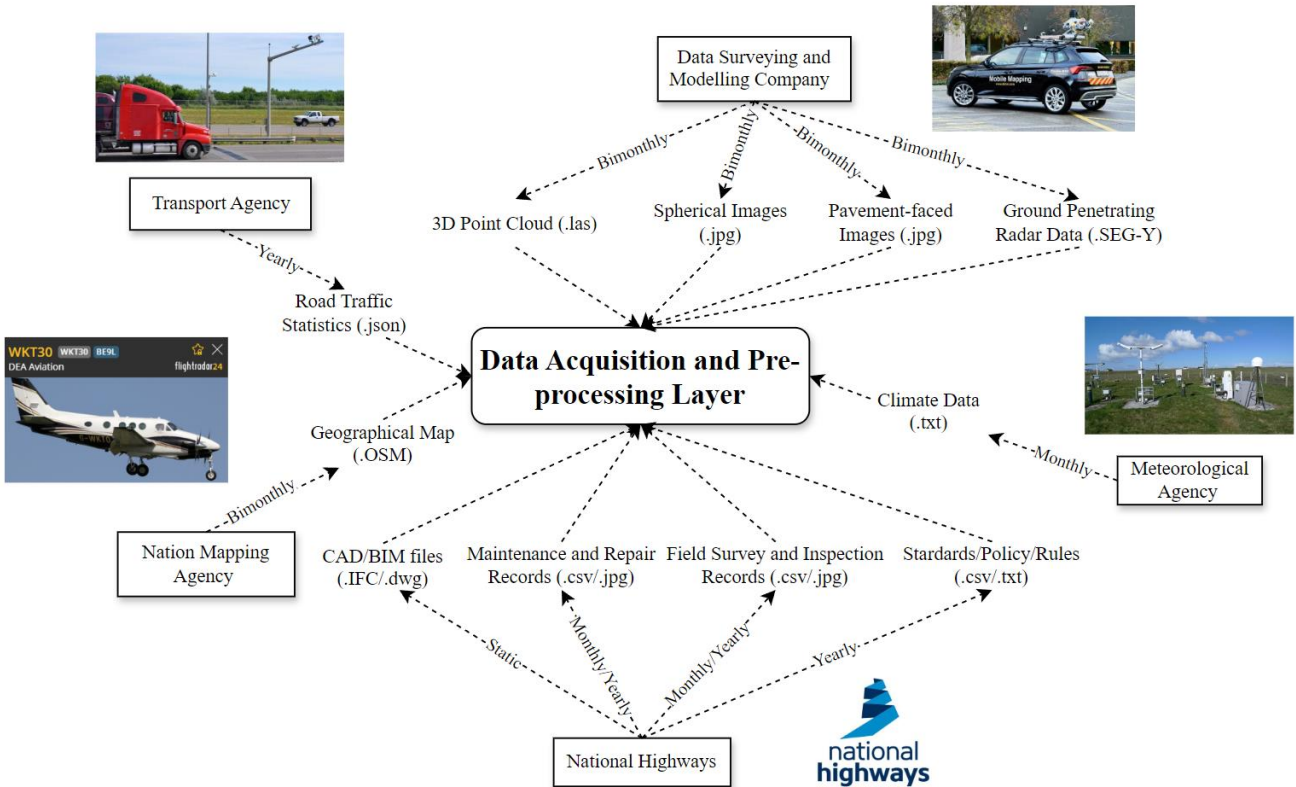 Data Surveying and
Modelling Company
Mobile Mapping
Bimonthly
Bimonthly
Bimonthly
Bimonthly
Transport Agency
3D Point Cloud (.las)
Spherical Images
(.jpg)
Pavement-faced
Images (.jpg)
Ground Penetrating
Radar Data (.SEG-Y)
Yearly
Road Traffic
Statistics (.json)
WKT30 WKT30 BE9L
DEA Aviation
flightradar24
Data Acquisition and Pre-
processing Layer
Climate Data
(.txt)
Geographical Map
(.OSM)
Monthly
Meteorological
Agency
Bimonthly
Nation Mapping
Agency
CAD/BIM files
(.IFC/.dwg)
Maintenance and Repair
Records (.csv/.jpg)
Field Survey and Inspection
Records (.csv/.jpg)
Stardards/Policy/Rules
(.csv/.txt)
Static
Monthly/Yearly
Monthly/Yearly
Yearly
National Highways
national
highways